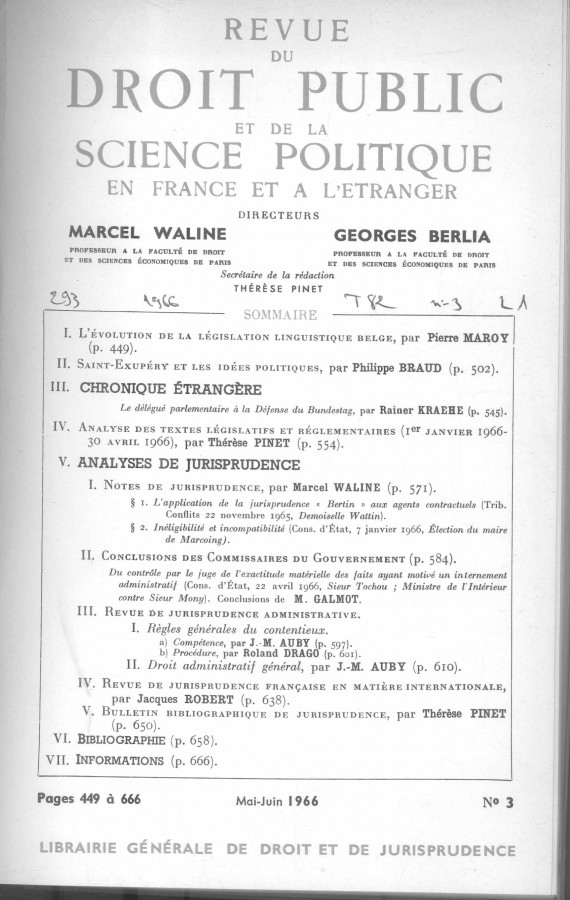 REVUE
DU
DROIT PUBLIC
ET DE LA
SCIENCE POLITIQUE
EN FRANCE ET A L'ETRANGER
DIRECTEURS
MARCEL WALINE
PROFESSEUR A LA FACULTÉ DE DROIT
ET DES SCIENCES ÉCONOMIQUES DE PARIS
GEORGES BERLIA
PROFESSEUR A LA FACULTÉ DE DROIT
ET DES SCIENCES ÉCONOMIQUES DE PARIS
Secrétaire de la rédaction
THÉRÈSE PINET
293 1966 T 82 n-3 L1
SOMMAIRE
I. L'ÉVOLUTION DE LA LÉGISLATION LINGUISTIQUE BELGE, par Pierre MAROY
(p. 449).
II. SAINT-EXUPÉRY ET LES IDÉES POLITIQUES, par Philippe BRAUD (p. 502).
III. CHRONIQUE ÉTRANGÈRE
Le délégué parlementaire à la Défense du Bundestag, par Rainer KRAEHE (p. 545).
IV. ANALYSE DES TEXTES LÉGISLATIFS ET RÉGLEMENTAIRES (1er JANVIER 1966-
30 AVRIL 1966), par Thérèse PINET (p. 554).
V. ANALYSES DE JURISPRUDENCE
I. NOTES DE JURISPRUDENCE, par Marcel WALINE (p. 571).
§ 1. L'application de la jurisprudence « Bertin » aux agents contractuels (Trib.
Conflits 22 novembre 1965, Demoiselle Wattin).
§ 2. Inéligibilité et incompatibilité (Cons. d'État, 7 janvier 1966, Élection du maire
de Marcoing).
II. CONCLUSIONS DES COMMISSAIRES DU GOUVERNEMENT (p. 584).
Du contrôle par le juge de l'exactitude matérielle des faits ayant motivé un internement
administratif (Cons. d'État, 22 avril 1966, Sieur Tochou ; Ministre de l'Intérieur
contre Sieur Mony). Conclusions de M. GALMOT.
III. REVUE DE JURISPRUDENCE ADMINISTRATIVE.
I. Règles générales du contentieux.
a) Compétence, par J.-M. AUBY (p. 597).
b) Procédure, par Roland DRAGO (p. 601).
II. Droit administratif général, par J.-M. AUBY (p. 610).
IV. REVUE DE JURISPRUDENCE FRANÇAISE EN MATIÈRE INTERNATIONALE,
par Jacques ROBERT (p. 638).
V. BULLETIN BIBLIOGRAPHIQUE DE JURISPRUDENCE, par Thérèse PINET
(p. 650).
VI. BIBLIOGRAPHIE (p. 658).
VII. INFORMATIONS (p. 666).
Pages 449 à 666 Mai-Juin 1966 No 3
LIBRAIRIE GÉNÉRALE DE DROIT ET DE JURISPRUDENCE